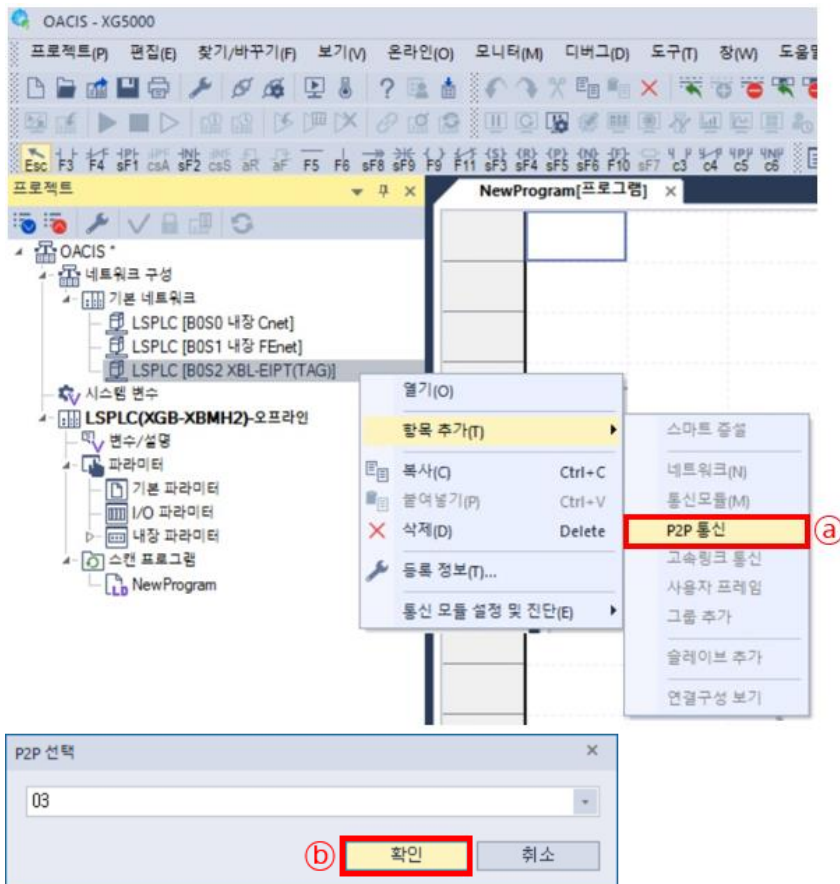 OACIS - XG5000
프로젝트(P) 편집(E) 찾기/바꾸기(F) 보기(V) 온라인(O) 모니터(M) 디버그(D) 도구(T) 창(W) 도움말
Esc F3 F4 sF1 csA sF2 csS aR aF F5 F6 sF8 sF9 F9 F11 sF3 sF4 sF5 sF6 F10 sF7 c3 c4 c5 c6
프로젝트
NewProgram[프로그램]
OACIS *
네트워크 구성
기본 네트워크
LSPLC [B0S0 내장 Cnet]
LSPLC [B0S1 내장 FEnet]
LSPLC [B0S2 XBL-EIPT(TAG)]
시스템 변수
LSPLC(XGB-XBMH2)-오프라인
변수/설명
파라미터
기본 파라미터
I/O 파라미터
내장 파라미터
스캔 프로그램
NewProgram
열기(O)
항목 추가(T)
복사(C) Ctrl+C
붙여넣기(P) Ctrl+V
삭제(D) Delete
등록 정보(T)...
통신 모듈 설정 및 진단(E)
스마트 증설
네트워크(N)
통신모듈(M)
P2P 통신
ⓐ
고속링크 통신
사용자 프레임
그룹 추가
슬레이브 추가
연결구성 보기
P2P 선택
03
ⓑ 확인 취소